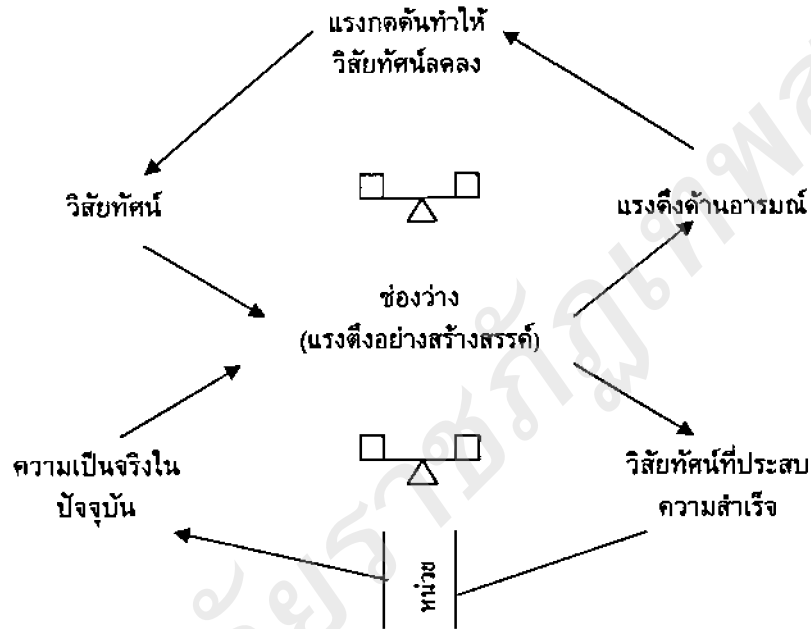 แรงกดดันทำให้
วิสัยทัศน์ลดลง
วิสัยทัศน์
แรงดึงด้านอารมณ์
ช่องว่าง
(แรงตึงอย่างสร้างสรรค์)
ความเป็นจริงใน
ปัจจุบัน
วิสัยทัศน์ที่ประสบ
ความสำเร็จ
หน่วย